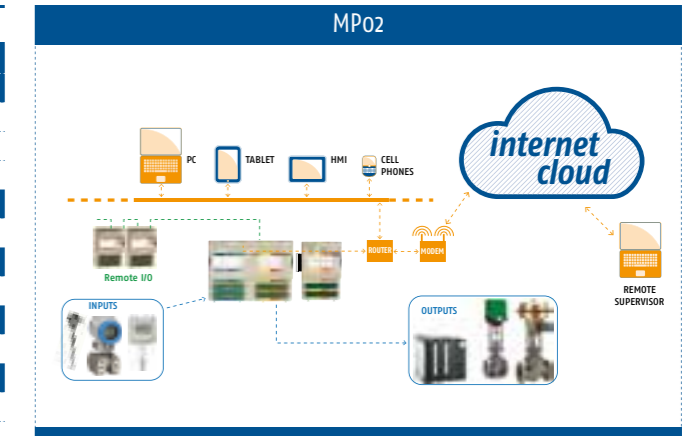 MP02
internet
cloud
PC
TABLET
HMI
CELL
PHONES
ROUTER
MODEM
Remote I/O
REMOTE
SUPERVISOR
INPUTS
OUTPUTS